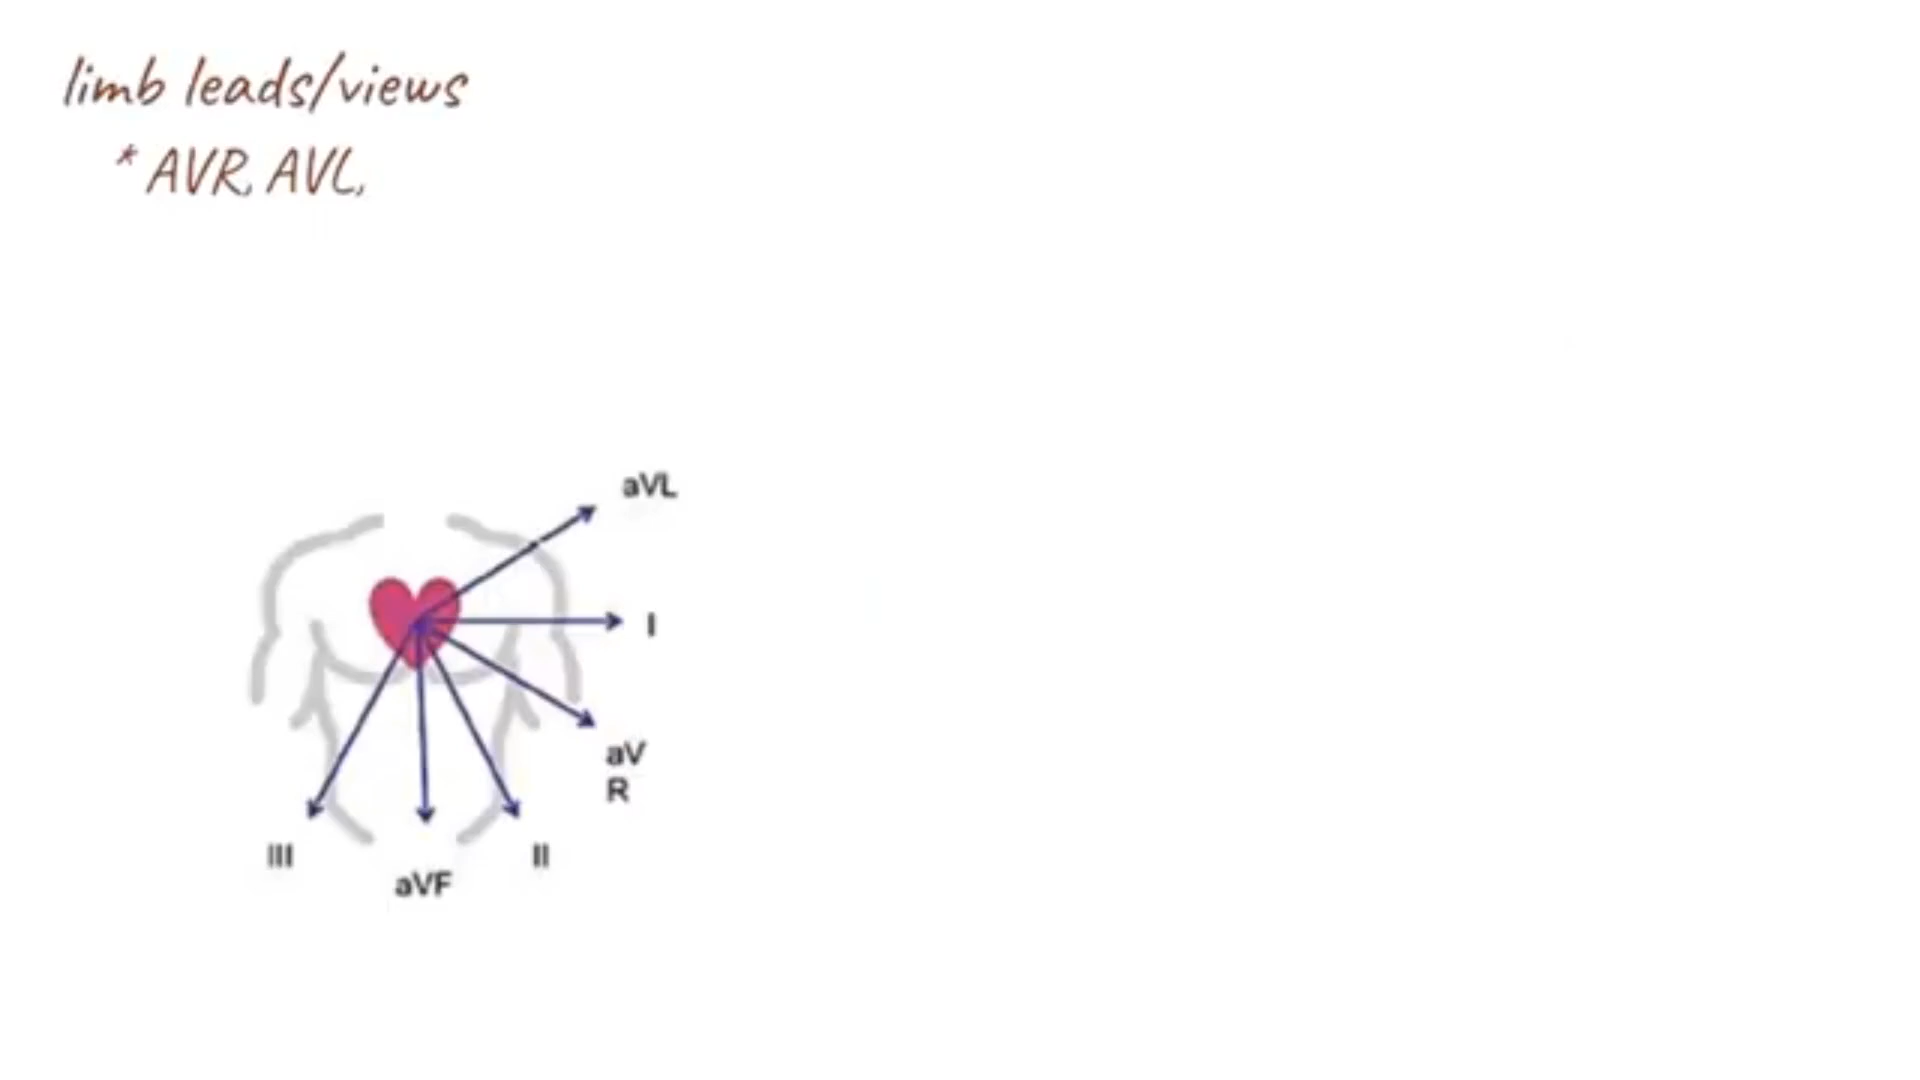 limb leads/views
* AVR, AVL,
aVL
I
aV
R
III
II
aVF